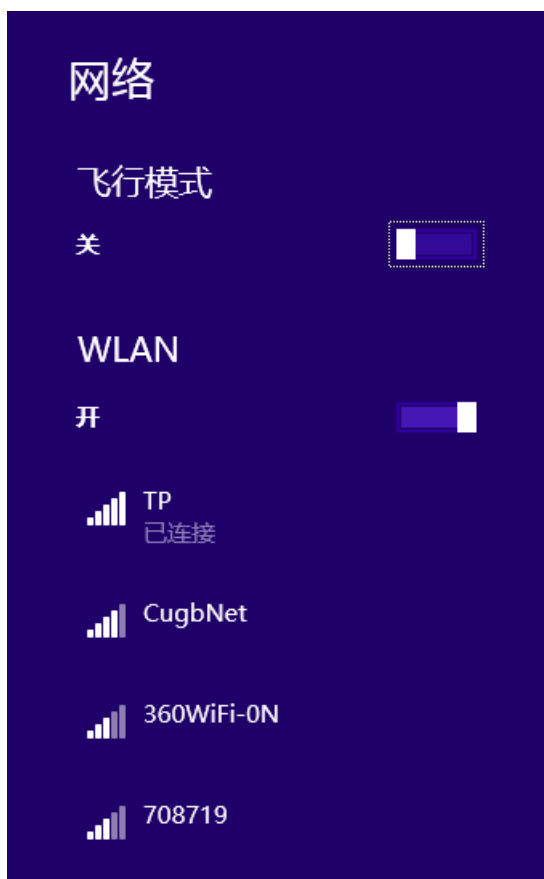 网络
飞行模式
关
WLAN
开
TP
已连接
CugbNet
360WiFi-0N
708719